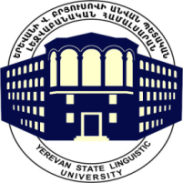 ԵՐԵՎԱՆԻ Վ. ԲՐՅՈՒՍՈՎԻ ԱՆՎԱՆ ՊԵՏԱԿԱՆ
ԼԵԶՎԱԲԱՆԱԿԱՆ ՀԱՄԱԼՍԱՐԱՆ
YEREVAN STATE LINGUISTIC
UNIVERSITY